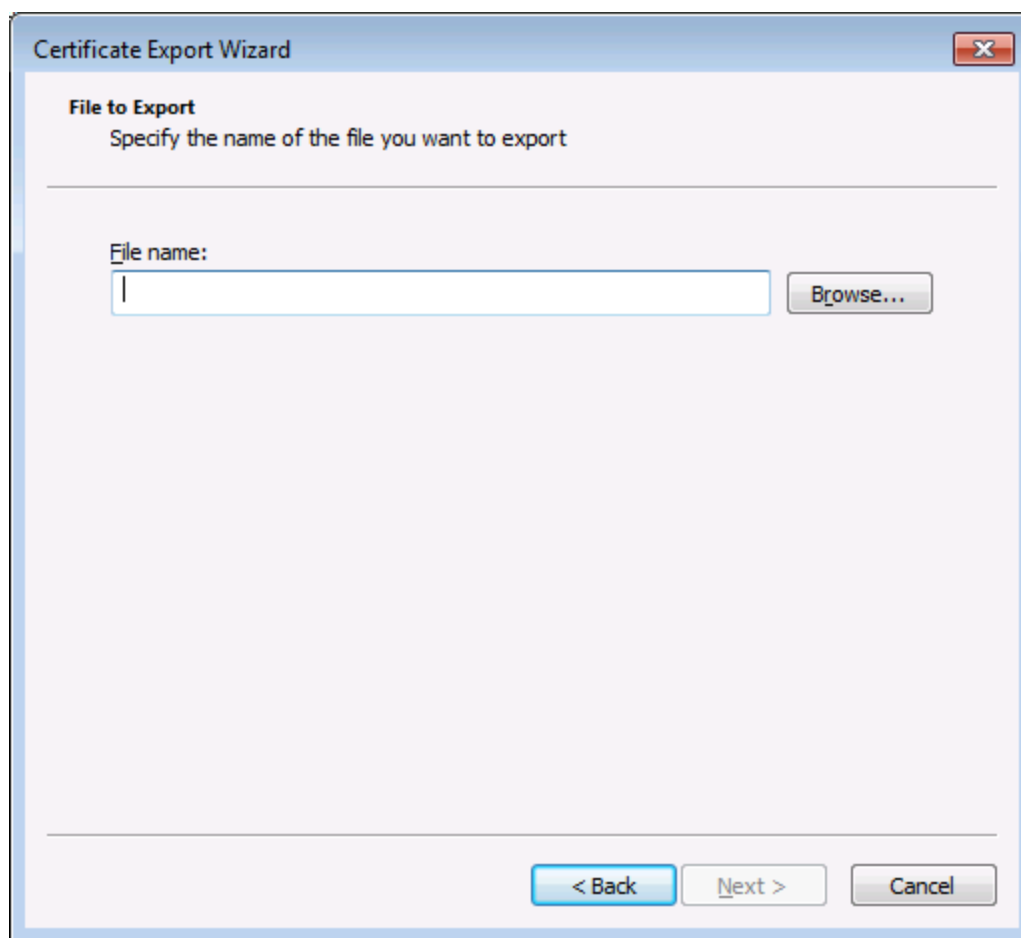 Certificate Export Wizard
File to Export
Specify the name of the file you want to export
File name:
Browse...
< Back
Next >
Cancel